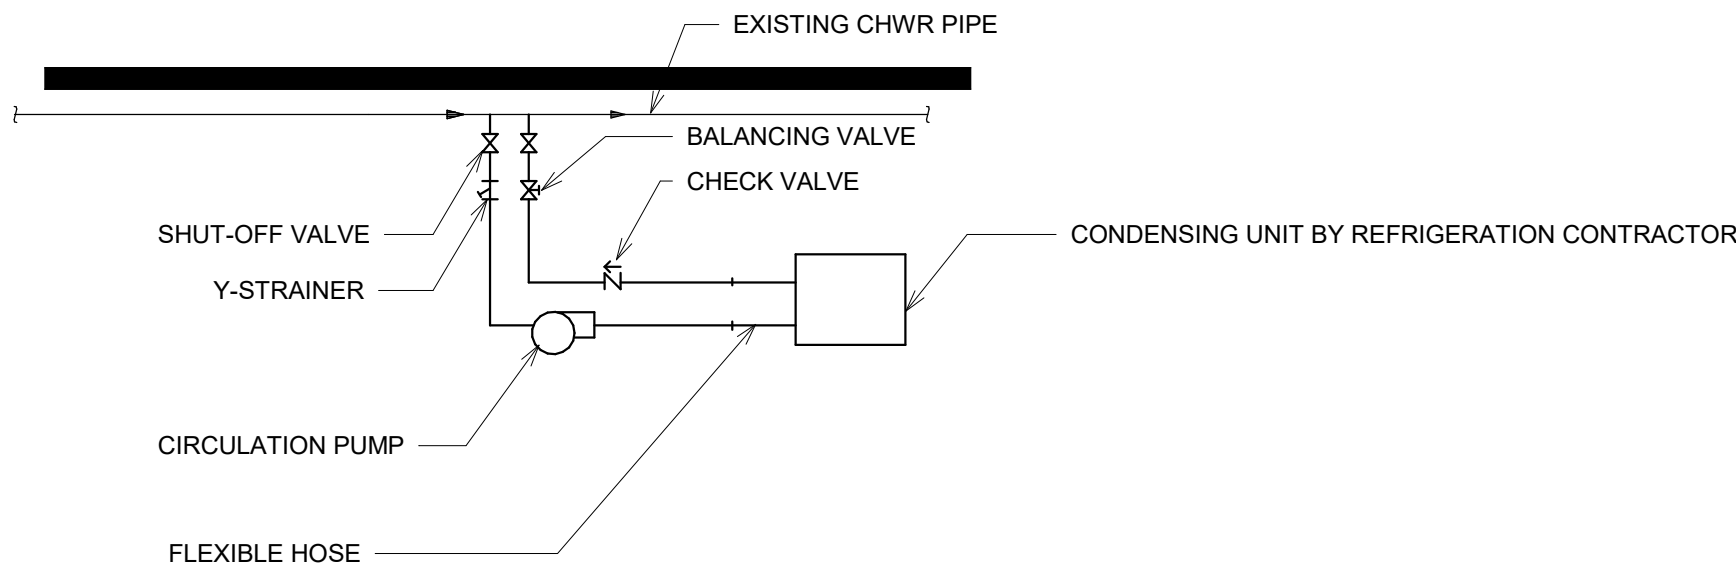 EXISTING CHWR PIPE
BALANCING VALVE
CHECK VALVE
SHUT-OFF VALVE
CONDENSING UNIT BY REFRIGERATION CONTRACTOR
Y-STRAINER
CIRCULATION PUMP
FLEXIBLE HOSE